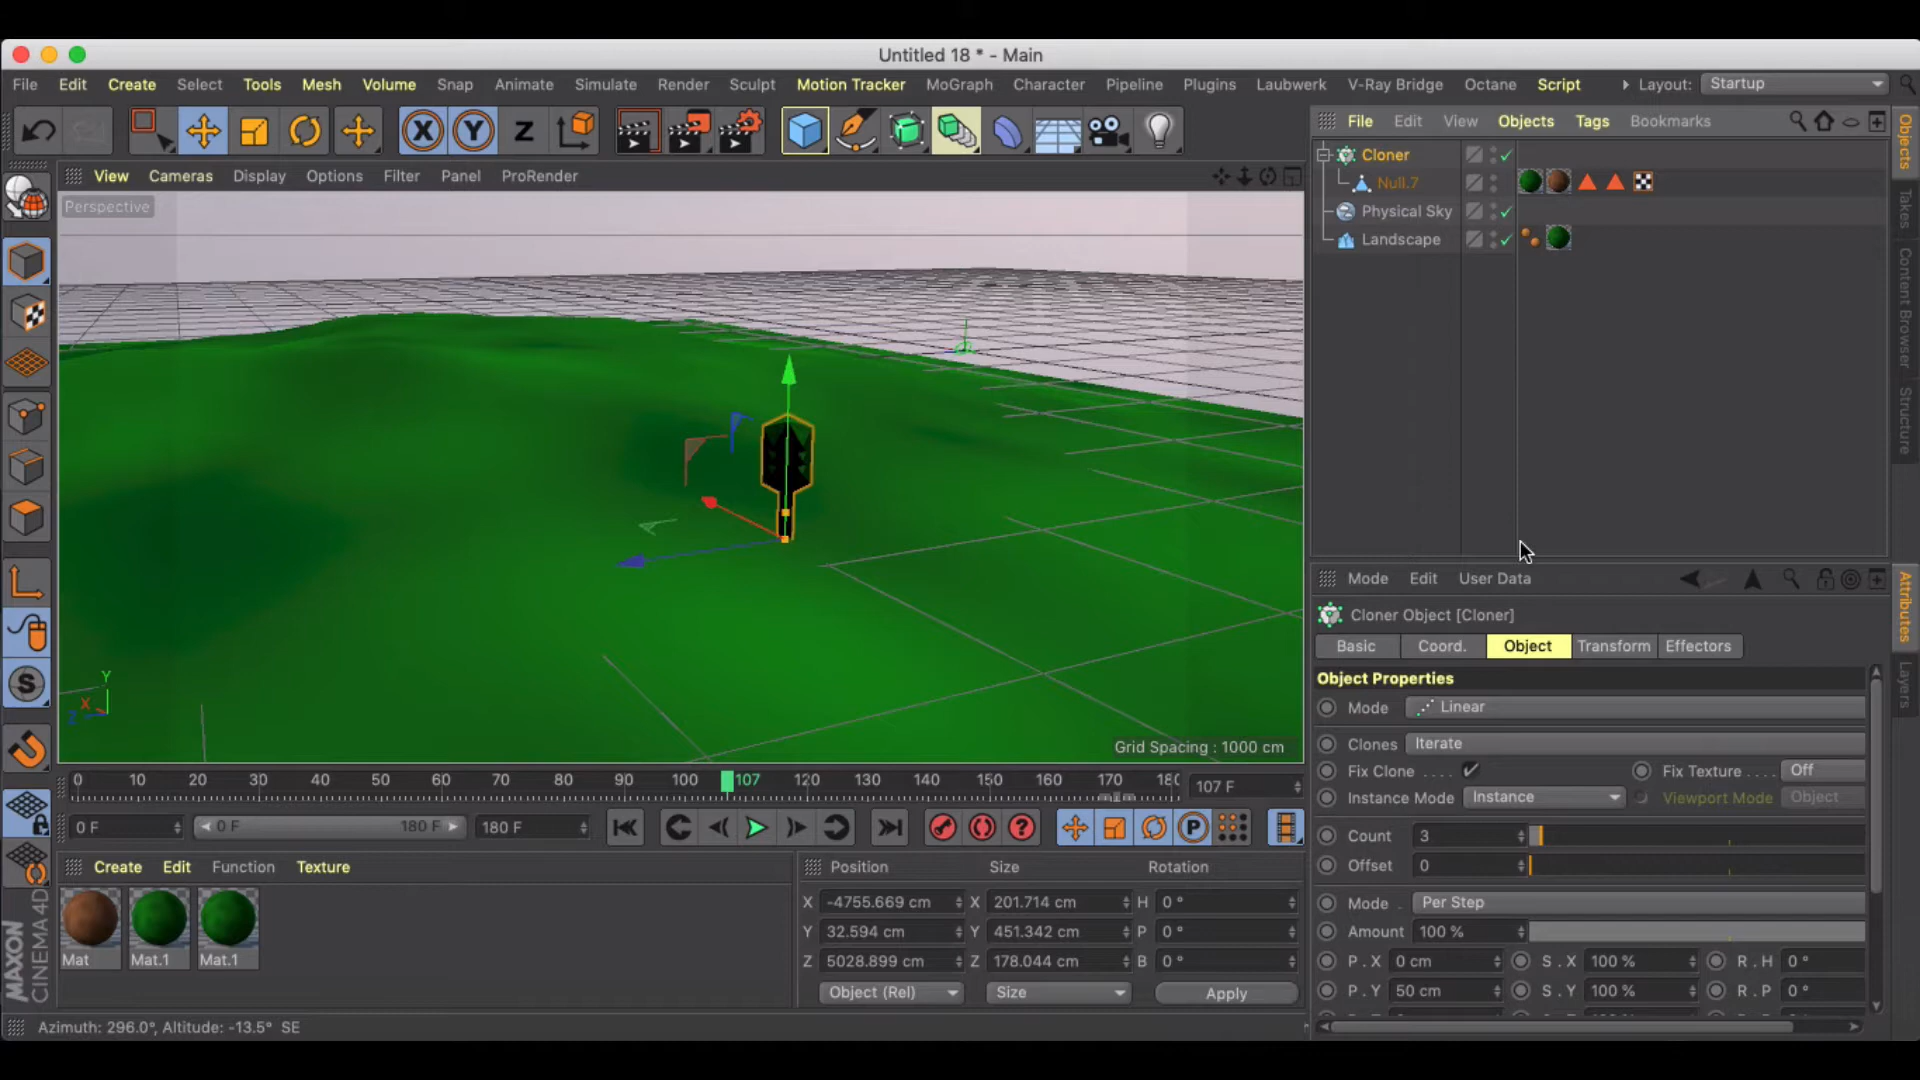 Untitled 18 * - Main
File Edit Create Select Tools Mesh Volume Snap Animate Simulate Render Sculpt Motion Tracker MoGraph Character Pipeline Plugins Laubwerk V-Ray Bridge Octane Script Layout: Startup
X Y Z
File Edit View Objects Tags Bookmarks
View Cameras Display Options Filter Panel ProRender
Perspective
Cloner
Null.7
Physical Sky
Landscape
Objects
Takes
Content Browser
Structure
Y
X
Z
Grid Spacing : 1000 cm
0 10 20 30 40 50 60 70 80 90 100 107 120 130 140 150 160 170 180
107 F
0 F 0 F 180 F 180 F
P
Create Edit Function Texture
Mat Mat.1 Mat.1
Position Size Rotation
X -4755.669 cm X 201.714 cm H 0 °
Y 32.594 cm Y 451.342 cm P 0 °
Z 5028.899 cm Z 178.044 cm B 0 °
Object (Rel) Size Apply
MAXON
CINEMA 4D
Azimuth: 296.0°, Altitude: -13.5° SE
Mode Edit User Data
Cloner Object [Cloner]
Basic Coord. Object Transform Effectors
Object Properties
Mode Linear
Clones Iterate
Fix Clone . . . . Fix Texture . . . . Off
Instance Mode Instance Viewport Mode Object
Count 3
Offset 0
Mode . Per Step
Amount 100 %
P . X 0 cm S . X 100 % R . H 0 °
P . Y 50 cm S . Y 100 % R . P 0 °
Attributes
Layers